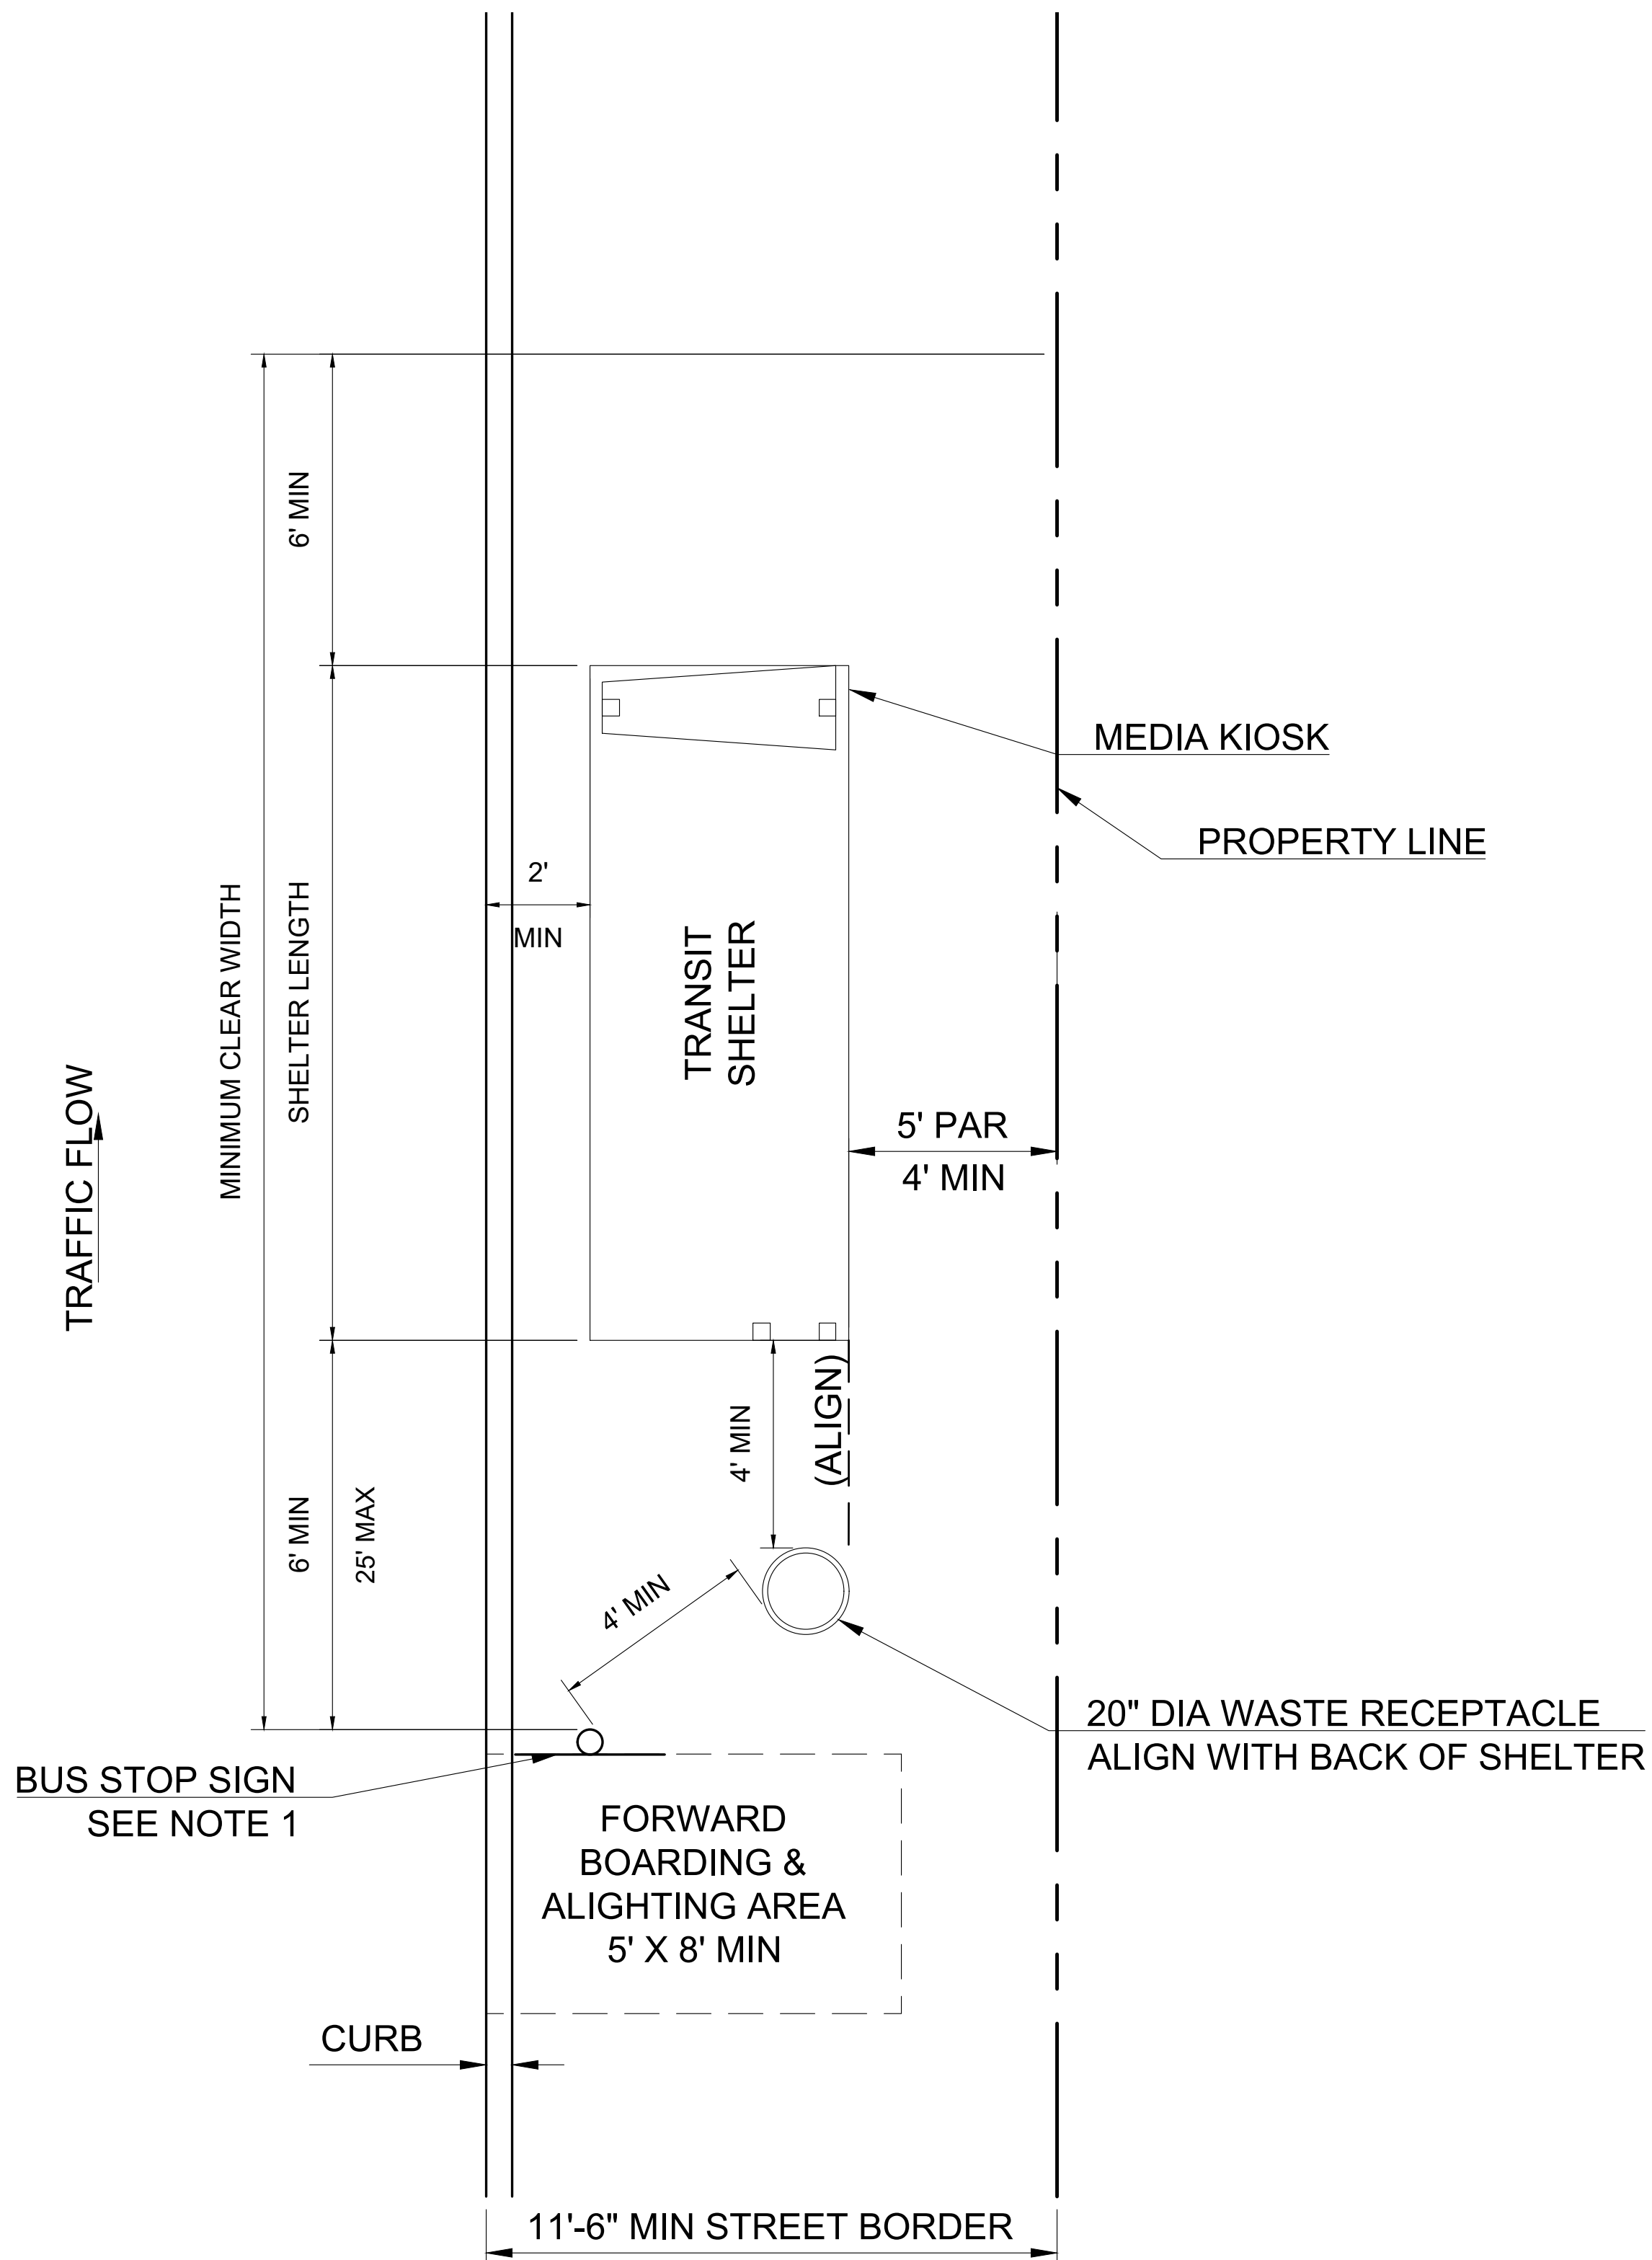 6' MIN
MEDIA KIOSK
PROPERTY LINE
2'
MIN
MINIMUM CLEAR WIDTH
SHELTER LENGTH
TRANSIT
SHELTER
TRAFFIC FLOW
5' PAR
4' MIN
(ALIGN)
4' MIN
6' MIN
25' MAX
4' MIN
20" DIA WASTE RECEPTACLE
ALIGN WITH BACK OF SHELTER
BUS STOP SIGN
SEE NOTE 1
FORWARD
BOARDING &
ALIGHTING AREA
5' X 8' MIN
CURB
11'-6" MIN STREET BORDER